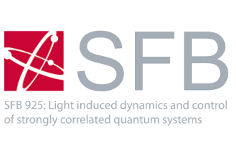 SFB
SFB 925: Light induced dynamics and control
of strongly correlated quantum systems